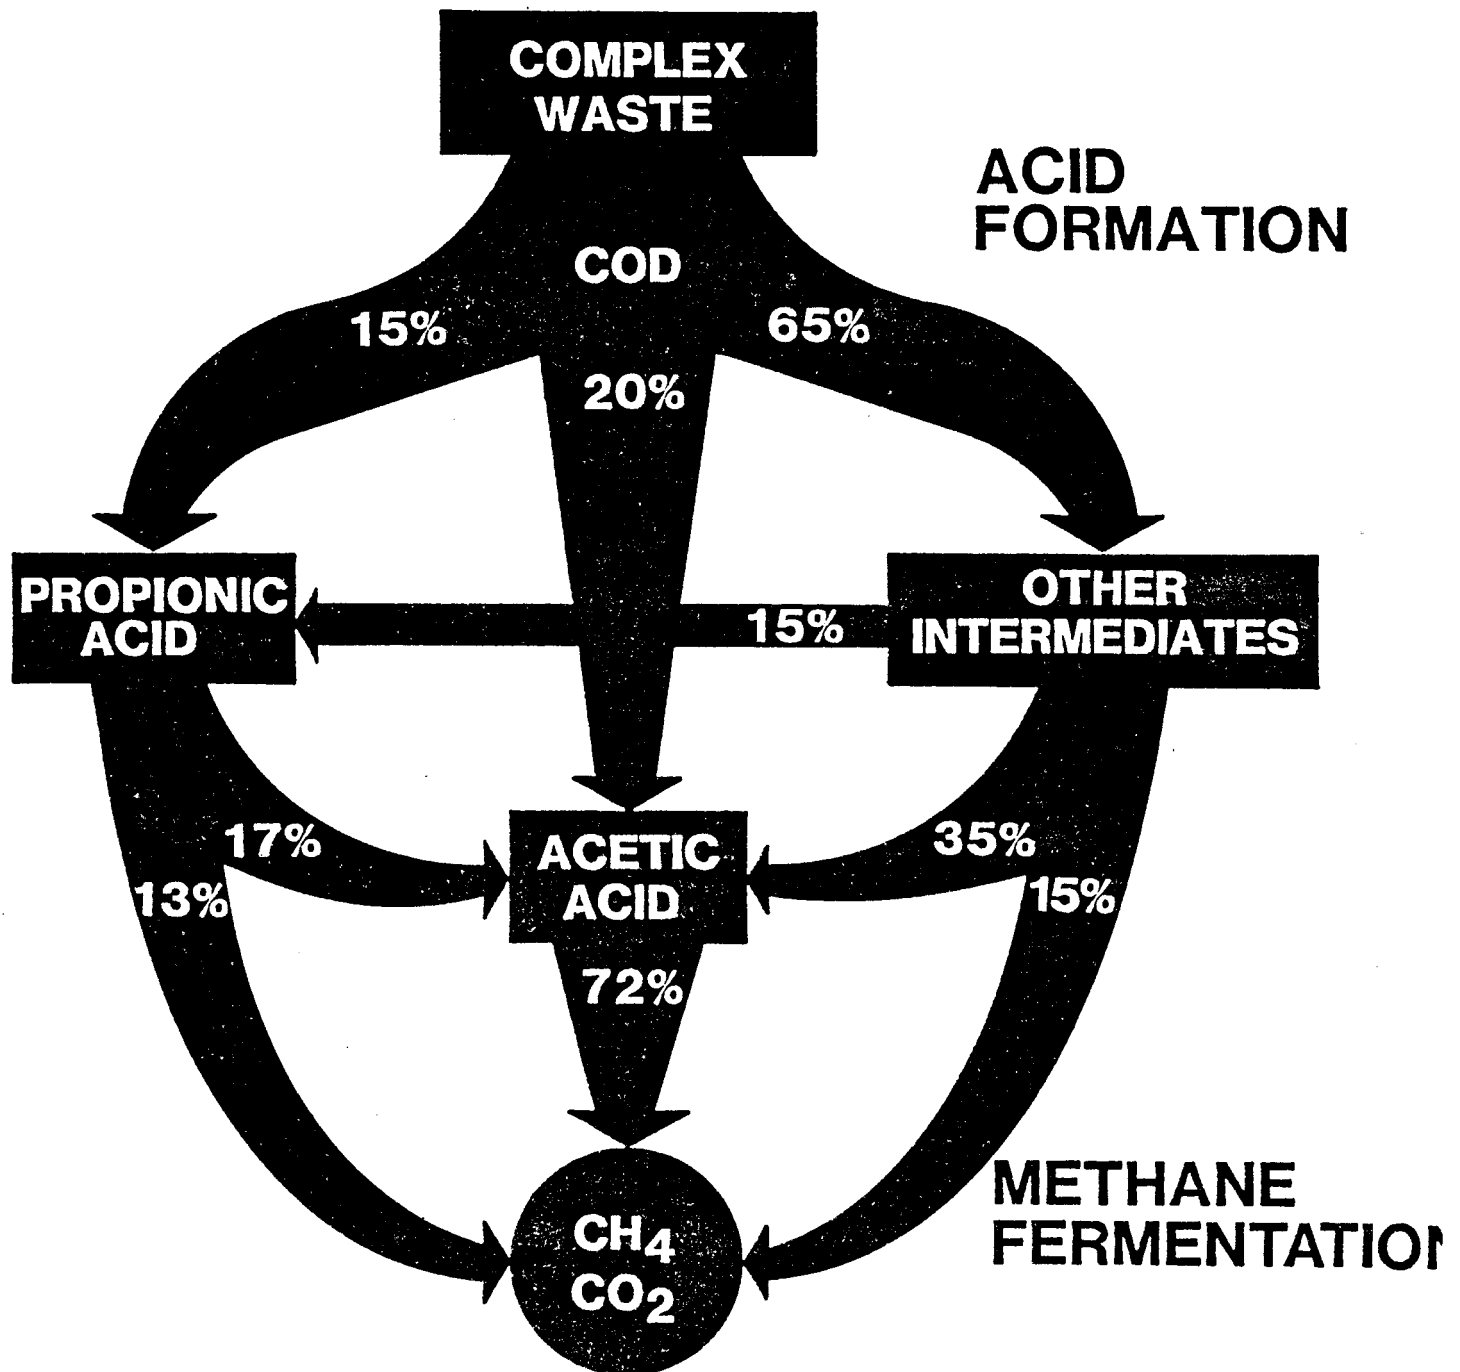 COMPLEX
WASTE
ACID
FORMATION
COD
15%
65%
20%
PROPIONIC
ACID
15%
OTHER
INTERMEDIATES
17%
13%
ACETIC
ACID
35%
15%
72%
METHANE
FERMENTATION
CH₄
CO₂